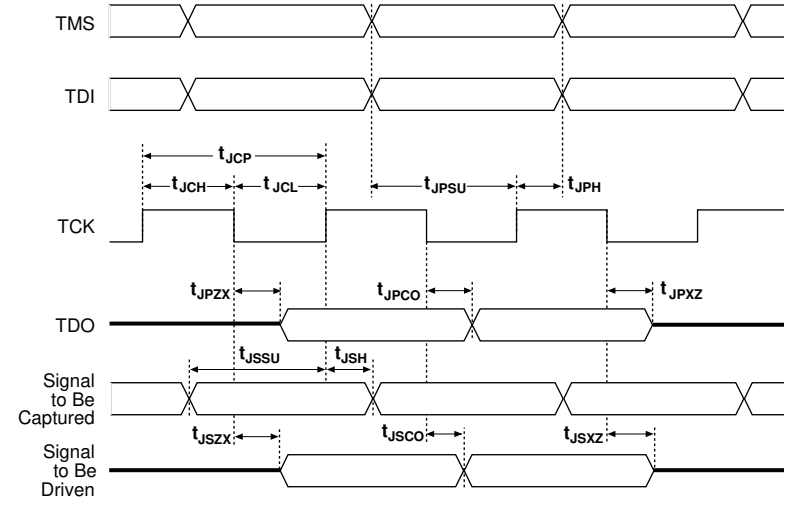 TMS
TDI
tJCP
tJCH
tJCL
tJPSU
tJPH
TCK
tJPZX
tJPCO
tJPXZ
TDO
tJSSU
tJSH
Signal
to Be
Captured
tJSZX
tJSCO
tJSXZ
Signal
to Be
Driven